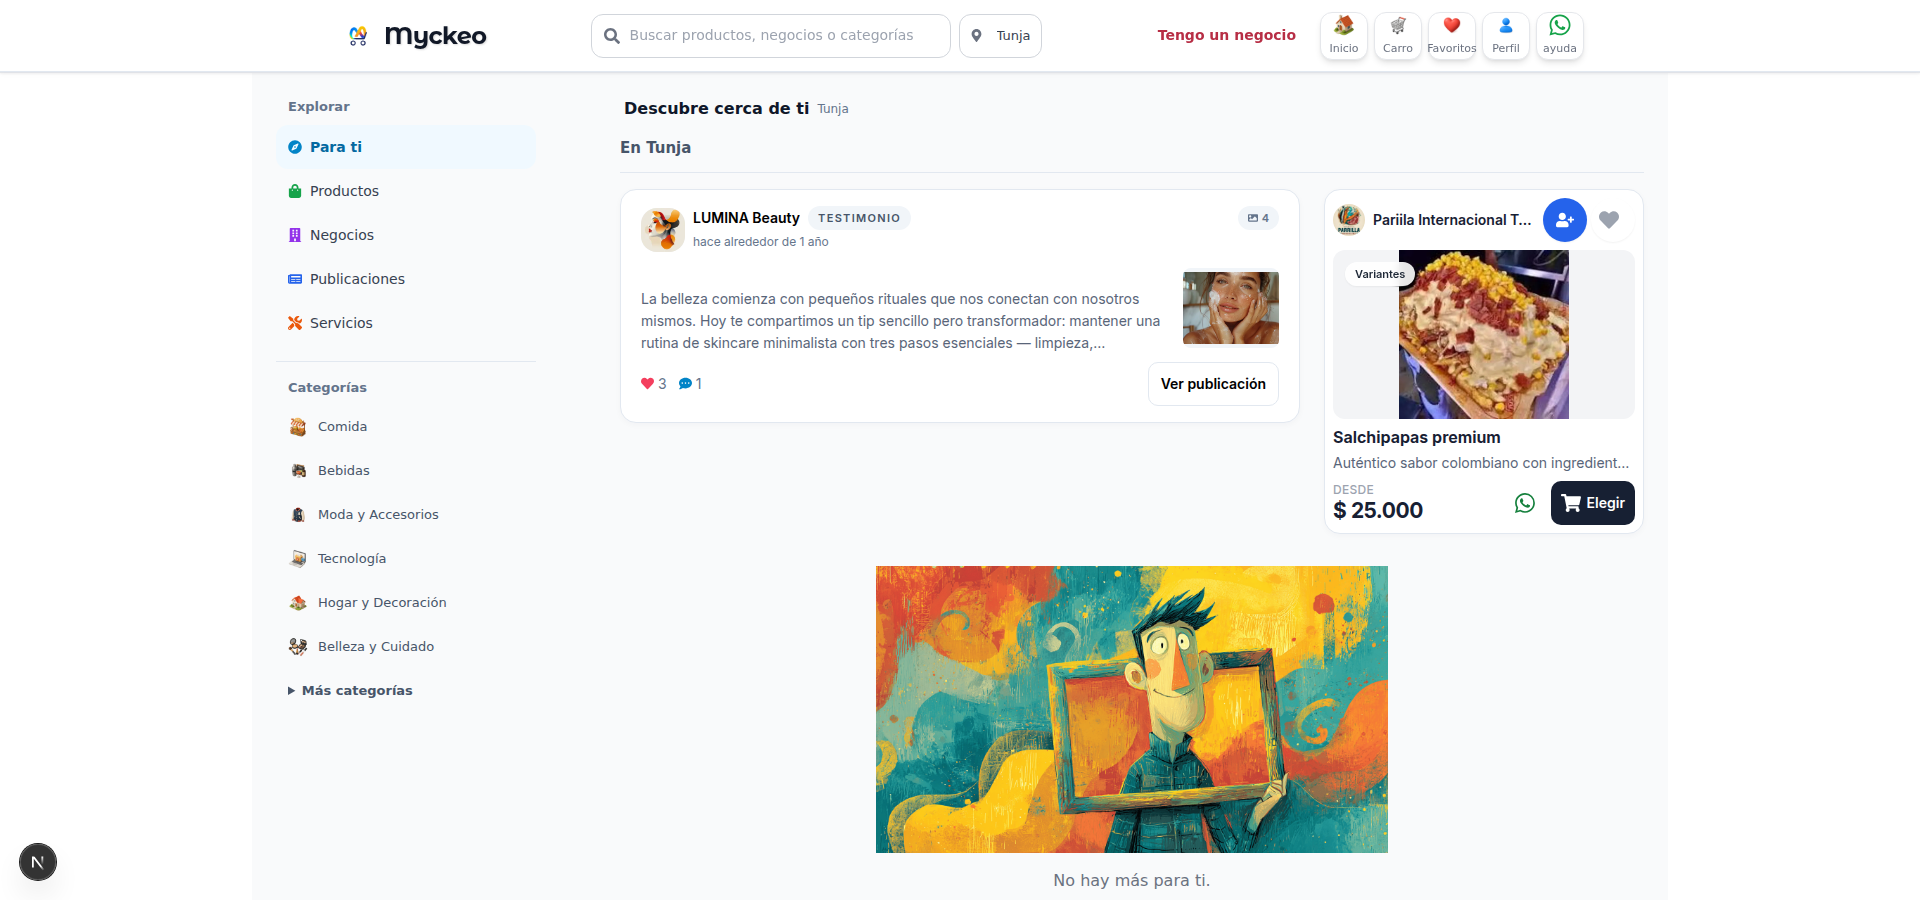 Myckeo
Buscar productos, negocios o categorías
Tunja
Tengo un negocio
Inicio
Carro
Favoritos
Perfil
ayuda
Explorar
Para ti
Productos
Negocios
Publicaciones
Servicios
Categorías
Comida
Bebidas
Moda y Accesorios
Tecnología
Hogar y Decoración
Belleza y Cuidado
Más categorías
Descubre cerca de ti Tunja
En Tunja
LUMINA Beauty TESTIMONIO
4
hace alrededor de 1 año
La belleza comienza con pequeños rituales que nos conectan con nosotros
mismos. Hoy te compartimos un tip sencillo pero transformador: mantener una
rutina de skincare minimalista con tres pasos esenciales — limpieza,...
3 1
Ver publicación
PARRILLA
Pariila Internacional T...
Variantes
Salchipapas premium
Auténtico sabor colombiano con ingredient...
DESDE
$ 25.000
Elegir
No hay más para ti.
N